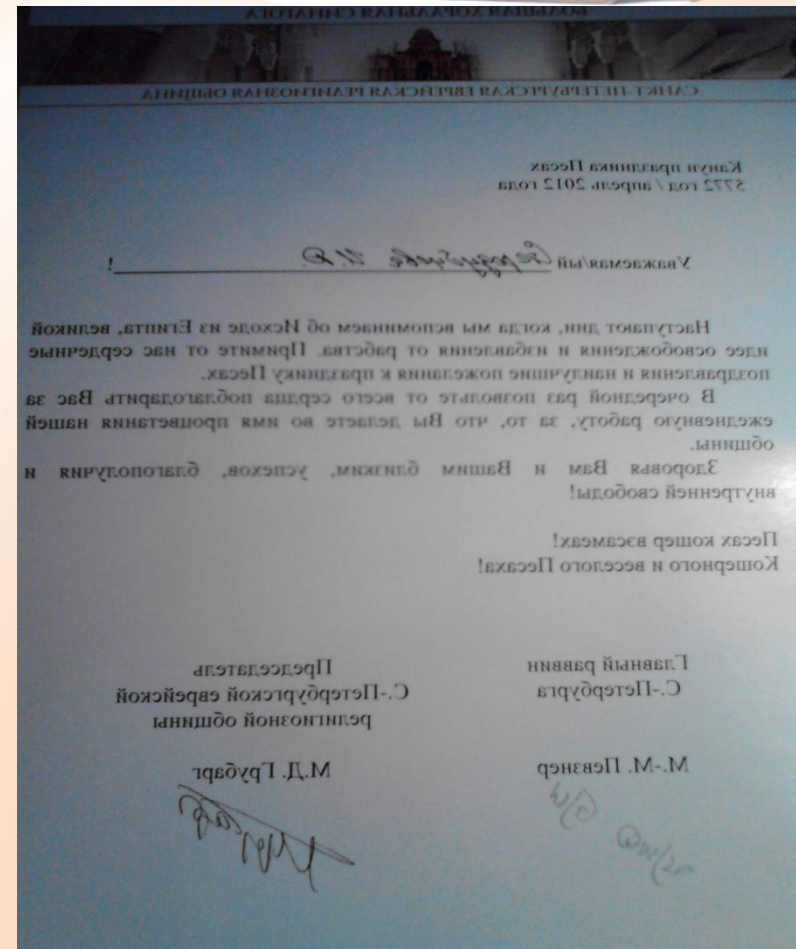 БОЛЬШАЯ ХОРАЛЬНАЯ СИНАГОГА
САНКТ-ПЕТЕРБУРГСКАЯ ЕВРЕЙСКАЯ РЕЛИГИОЗНАЯ ОБЩИНА
Канун праздника Песах
5772 год / апрель 2012 года
Уважаемая/ый И.Ф. !
Наступают дни, когда мы вспоминаем об Исходе из Египта, великой
идее освобождения и избавления от рабства. Примите от нас сердечные
поздравления и наилучшие пожелания к празднику Песах.
В очередной раз позвольте от всего сердца поблагодарить Вас за
ежедневную работу, за то, что Вы делаете во имя процветания нашей
общины.
Здоровья Вам и Вашим близким, успехов, благополучия и
внутренней свободы!
Песах кошер вэсамеах!
Кошерного и веселого Песаха!
Главный раввин
С.-Петербурга
М.-М. Певзнер
Председатель
С.-Петербургской еврейской
религиозной общины
М.Д. Грубарг